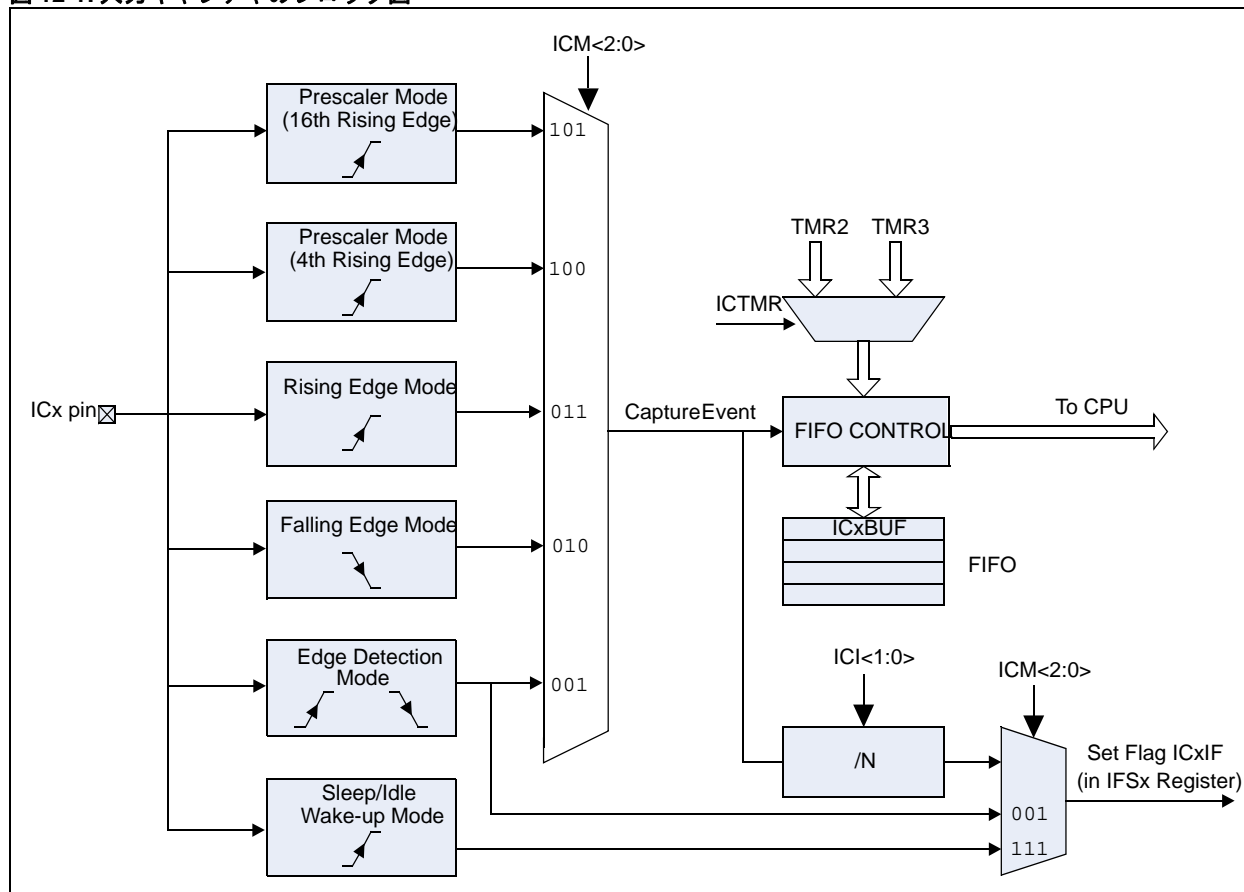 図 12-1: 入力キャプチャのブロック図
ICM<2:0>
Prescaler Mode
(16th Rising Edge)
101
Prescaler Mode
(4th Rising Edge)
100
TMR2
TMR3
ICTMR
Rising Edge Mode
ICx pin
011
CaptureEvent
FIFO CONTROL
To CPU
Falling Edge Mode
010
ICxBUF
FIFO
Edge Detection
Mode
001
ICI<1:0>
ICM<2:0>
/N
Set Flag ICxIF
(in IFSx Register)
Sleep/Idle
Wake-up Mode
001
111